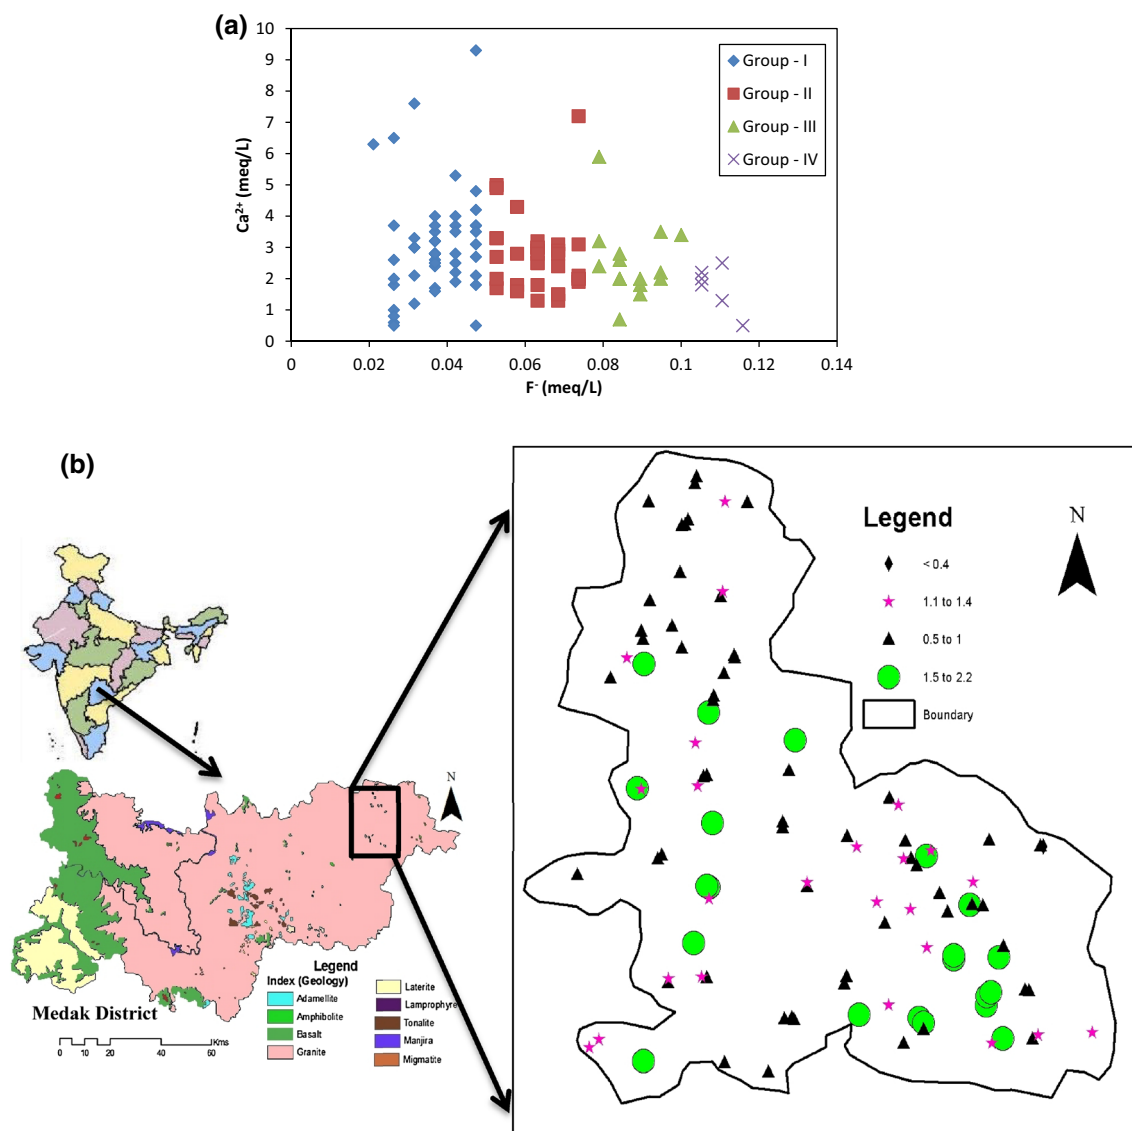 (a)
10
9
8
7
6
5
4
3
2
1
0
Ca²⁺ (meq/L)
0 0.02 0.04 0.06 0.08 0.1 0.12 0.14
F⁻ (meq/L)
Group - I
Group - II
Group - III
Group - IV
(b)
Legend
< 0.4
1.1 to 1.4
0.5 to 1
1.5 to 2.2
Boundary
N
N
Medak District
0 5 10 20 40 60
Kms
Legend
Index (Geology)
Adamellite
Amphibolite
Basalt
Granite
Laterite
Lamprophyre
Tonalite
Manjira
Migmatite